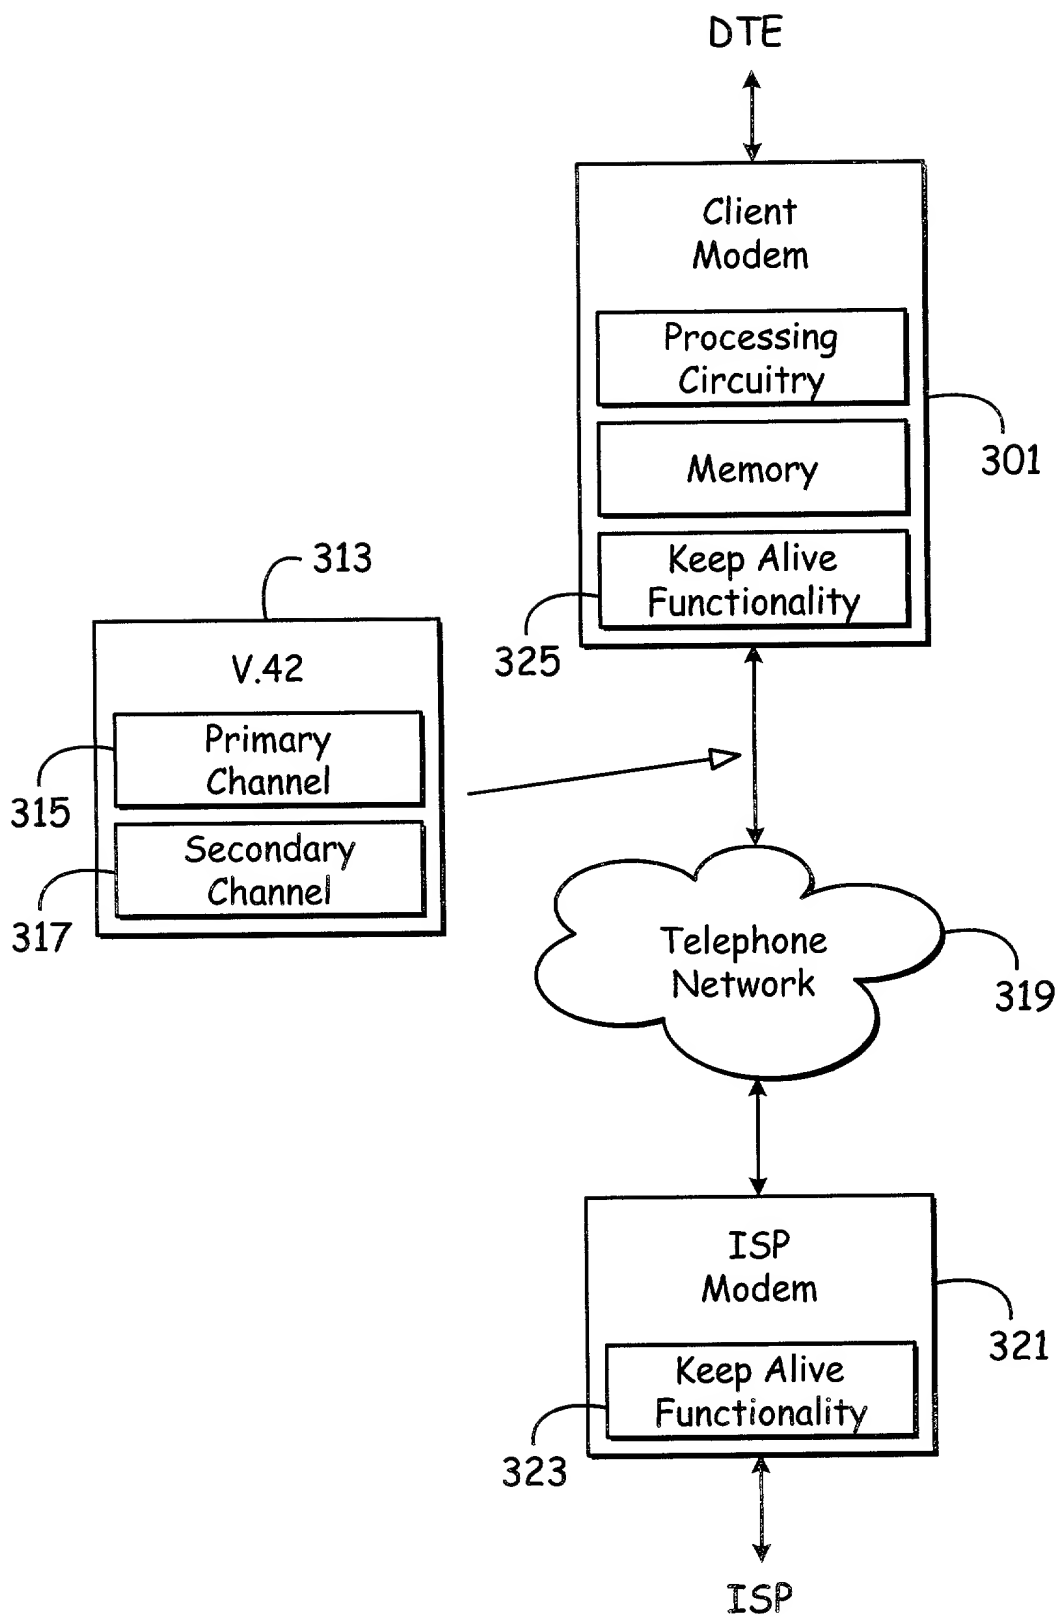 DTE
Client
Modem
Processing
Circuitry
301
Memory
Keep Alive
Functionality
325
313
V.42
Primary
Channel
315
Secondary
Channel
317
Telephone
Network
319
ISP
Modem
321
Keep Alive
Functionality
323
ISP